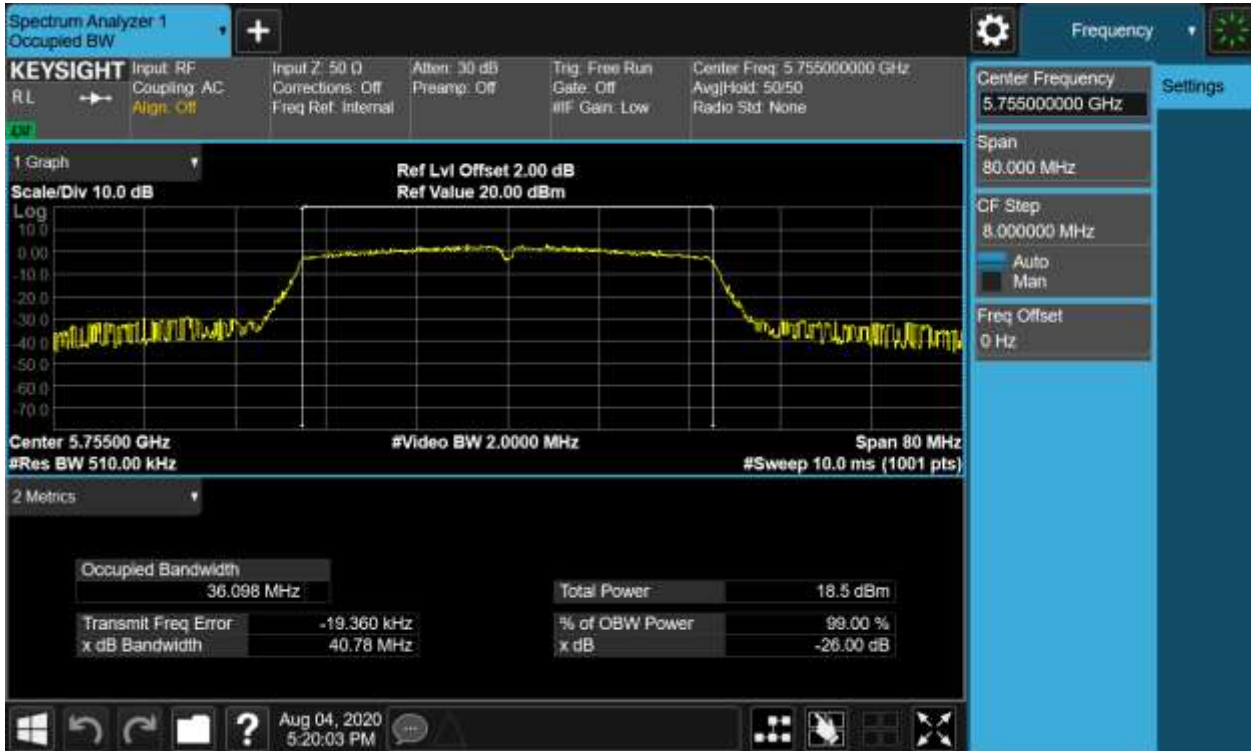 Spectrum Analyzer 1
Occupied BW
+
Frequency
KEYSIGHT
RL
Input: RF
Coupling: AC
Align: Off
Input Z: 50 Ω
Corrections: Off
Freq Ref: Internal
Atten: 30 dB
Preamp: Off
Trig: Free Run
Gate: Off
#IF Gain: Low
Center Freq: 5.755000000 GHz
Avg|Hold: 50/50
Radio Std: None
Center Frequency
5.755000000 GHz
Settings
Span
80.000 MHz
CF Step
8.000000 MHz
Auto
Man
Freq Offset
0 Hz
1 Graph
Scale/Div 10.0 dB
Ref Lvl Offset 2.00 dB
Ref Value 20.00 dBm
Log
10.0
0.00
-10.0
-20.0
-30.0
-40.0
-50.0
-60.0
-70.0
Center 5.75500 GHz
#Video BW 2.0000 MHz
Span 80 MHz
#Res BW 510.00 kHz
#Sweep 10.0 ms (1001 pts)
2 Metrics
Occupied Bandwidth
36.098 MHz
Total Power 18.5 dBm
Transmit Freq Error -19.360 kHz
% of OBW Power 99.00 %
x dB Bandwidth 40.78 MHz
x dB -26.00 dB
?
Aug 04, 2020
5:20:03 PM